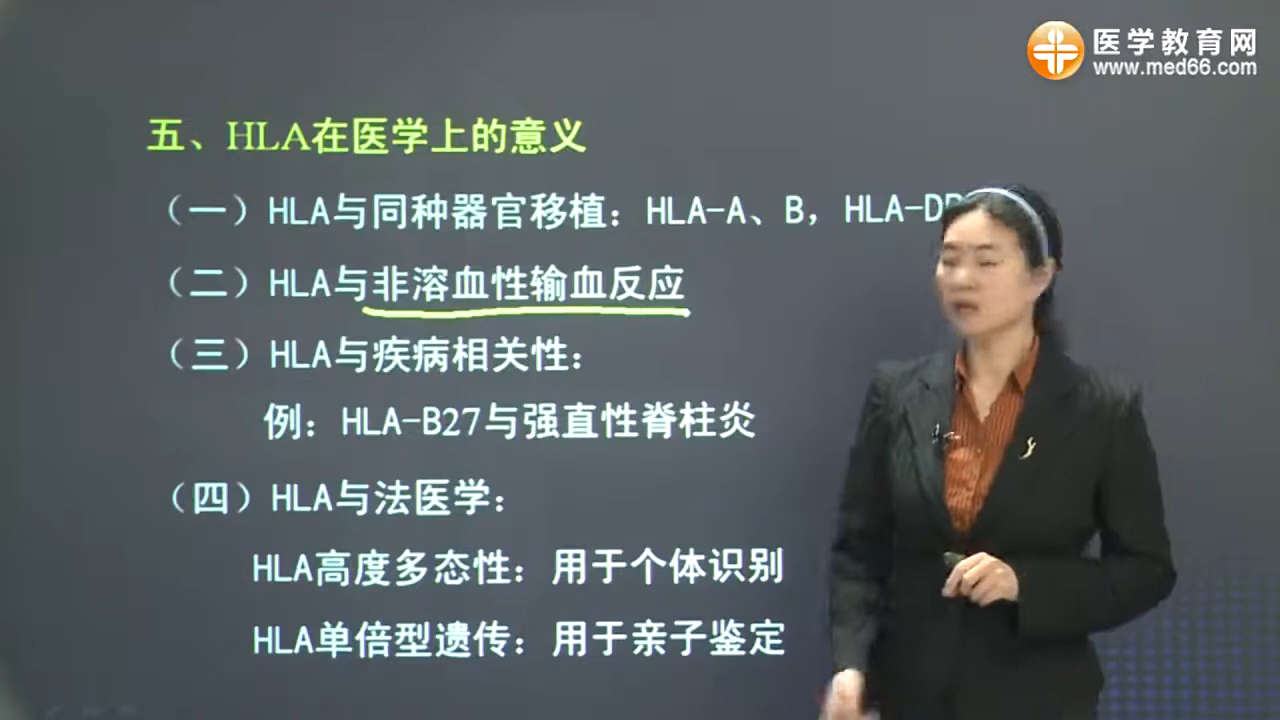 医学教育网
www.med66.com
五、HLA在医学上的意义
（一）HLA与同种器官移植：HLA-A、B，
（二）HLA与非溶血性输血反应
（三）HLA与疾病相关性：
例：HLA-B27与强直性脊柱炎
（四）HLA与法医学：
HLA高度多态性：用于个体识别
HLA单倍型遗传：用于亲子鉴定